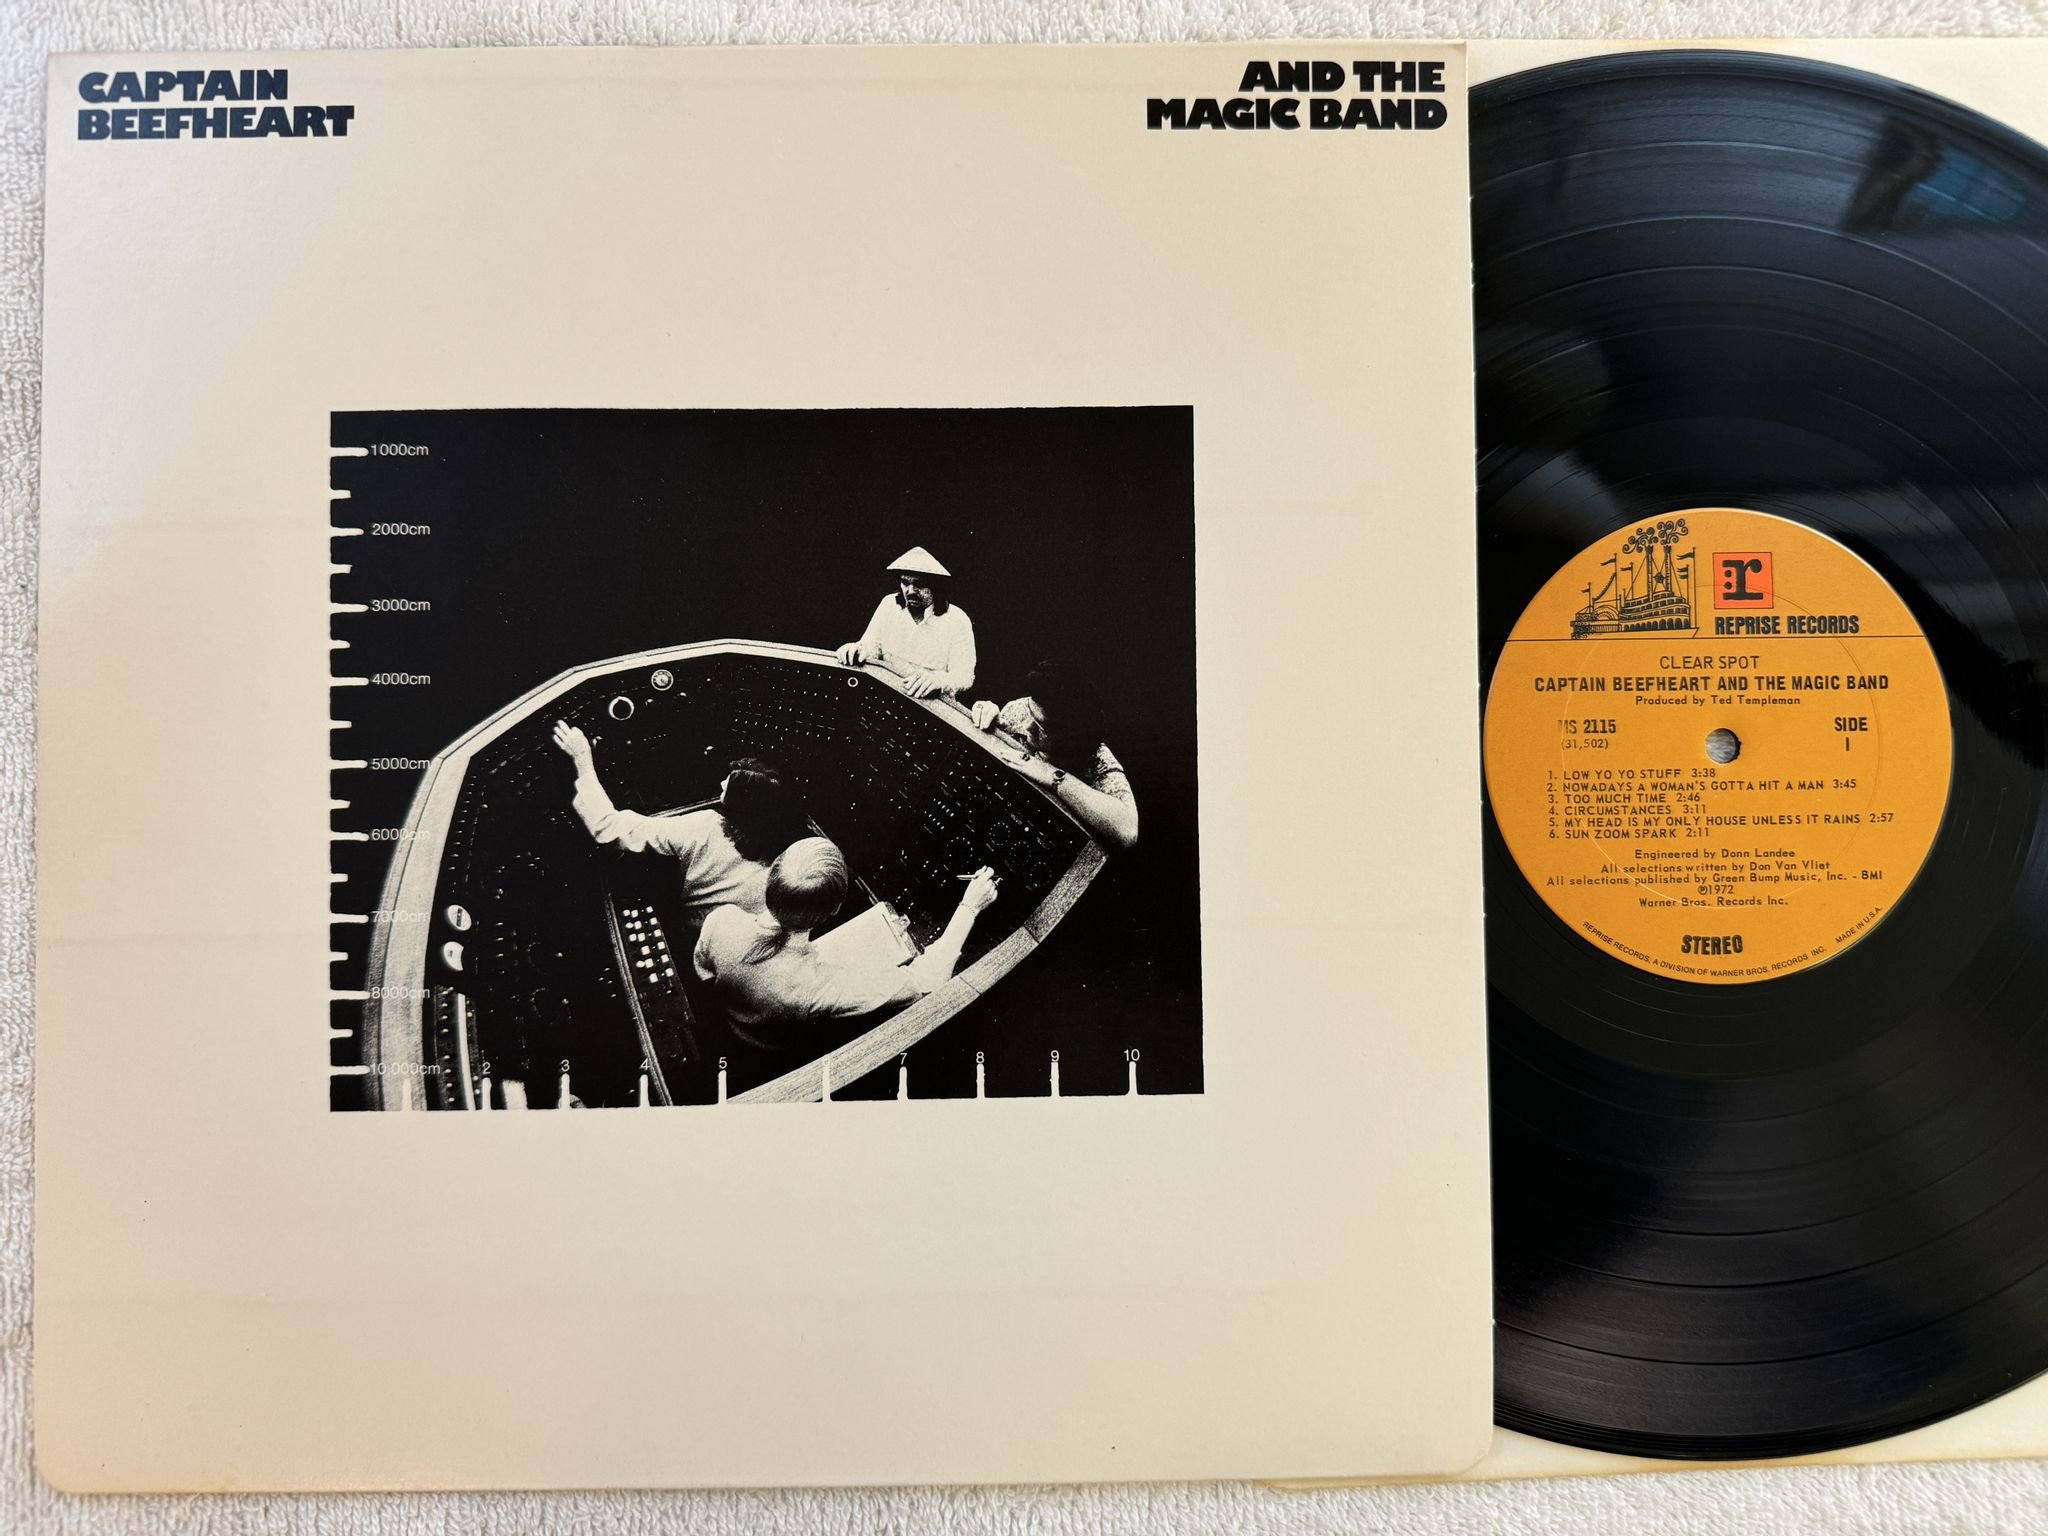 CAPTAIN
BEEFHEART
AND THE
MAGIC BAND
1000cm
2000cm
3000cm
4000cm
5000cm
6000cm
7000cm
8000cm
10 000cm
2 3 4 5 7 8 9 10
r
REPRISE RECORDS
CLEAR SPOT
CAPTAIN BEEFHEART AND THE MAGIC BAND
Produced by Ted Templeman
MS 2115
(31,502)
SIDE
1
1. LOW YO YO STUFF 3:38
2. NOWADAYS A WOMAN'S GOTTA HIT A MAN 3:45
3. TOO MUCH TIME 2:46
4. CIRCUMSTANCES 3:11
5. MY HEAD IS MY ONLY HOUSE UNLESS IT RAINS 2:57
6. SUN ZOOM SPARK 2:11
Engineered by Donn Landee
All selections written by Don Van Vliet
All selections published by Green Bump Music, Inc. - BMI
℗1972
Warner Bros. Records Inc.
STEREO
REPRISE RECORDS, A DIVISION OF WARNER BROS. RECORDS INC. MADE IN U.S.A.